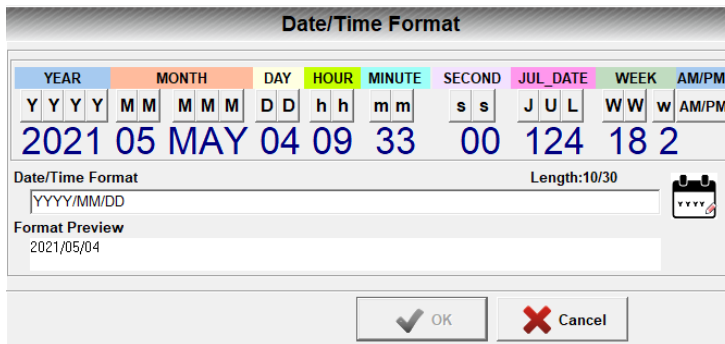 Date/Time Format
YEAR MONTH DAY HOUR MINUTE SECOND JUL_DATE WEEK AM/PM
Y Y Y Y M M M M M D D h h m m s s J U L W W w AM/PM
2021 05 MAY 04 09 33 00 124 18 2
Date/Time Format Length:10/30
YYYY/MM/DD
YYYY
Format Preview
2021/05/04
OK Cancel